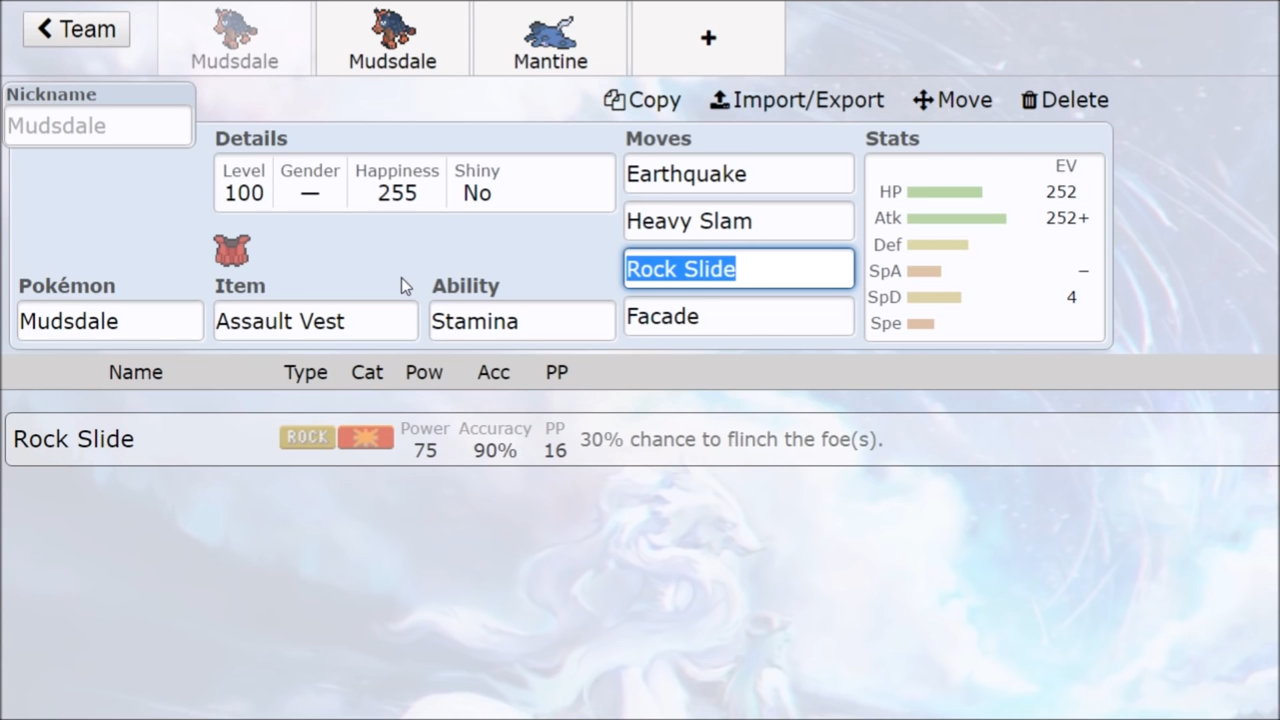 Team
Mudsdale
Mudsdale
Mantine
+
Nickname
Mudsdale
Copy
Import/Export
Move
Delete
Details
Level
Gender
Happiness
Shiny
100
—
255
No
Pokémon
Mudsdale
Item
Assault Vest
Ability
Stamina
Moves
Earthquake
Heavy Slam
Rock Slide
Facade
Stats
EV
HP 252
Atk 252+
Def
SpA –
SpD 4
Spe
Name Type Cat Pow Acc PP
Rock Slide ROCK Power 75 Accuracy 90% PP 16 30% chance to flinch the foe(s).